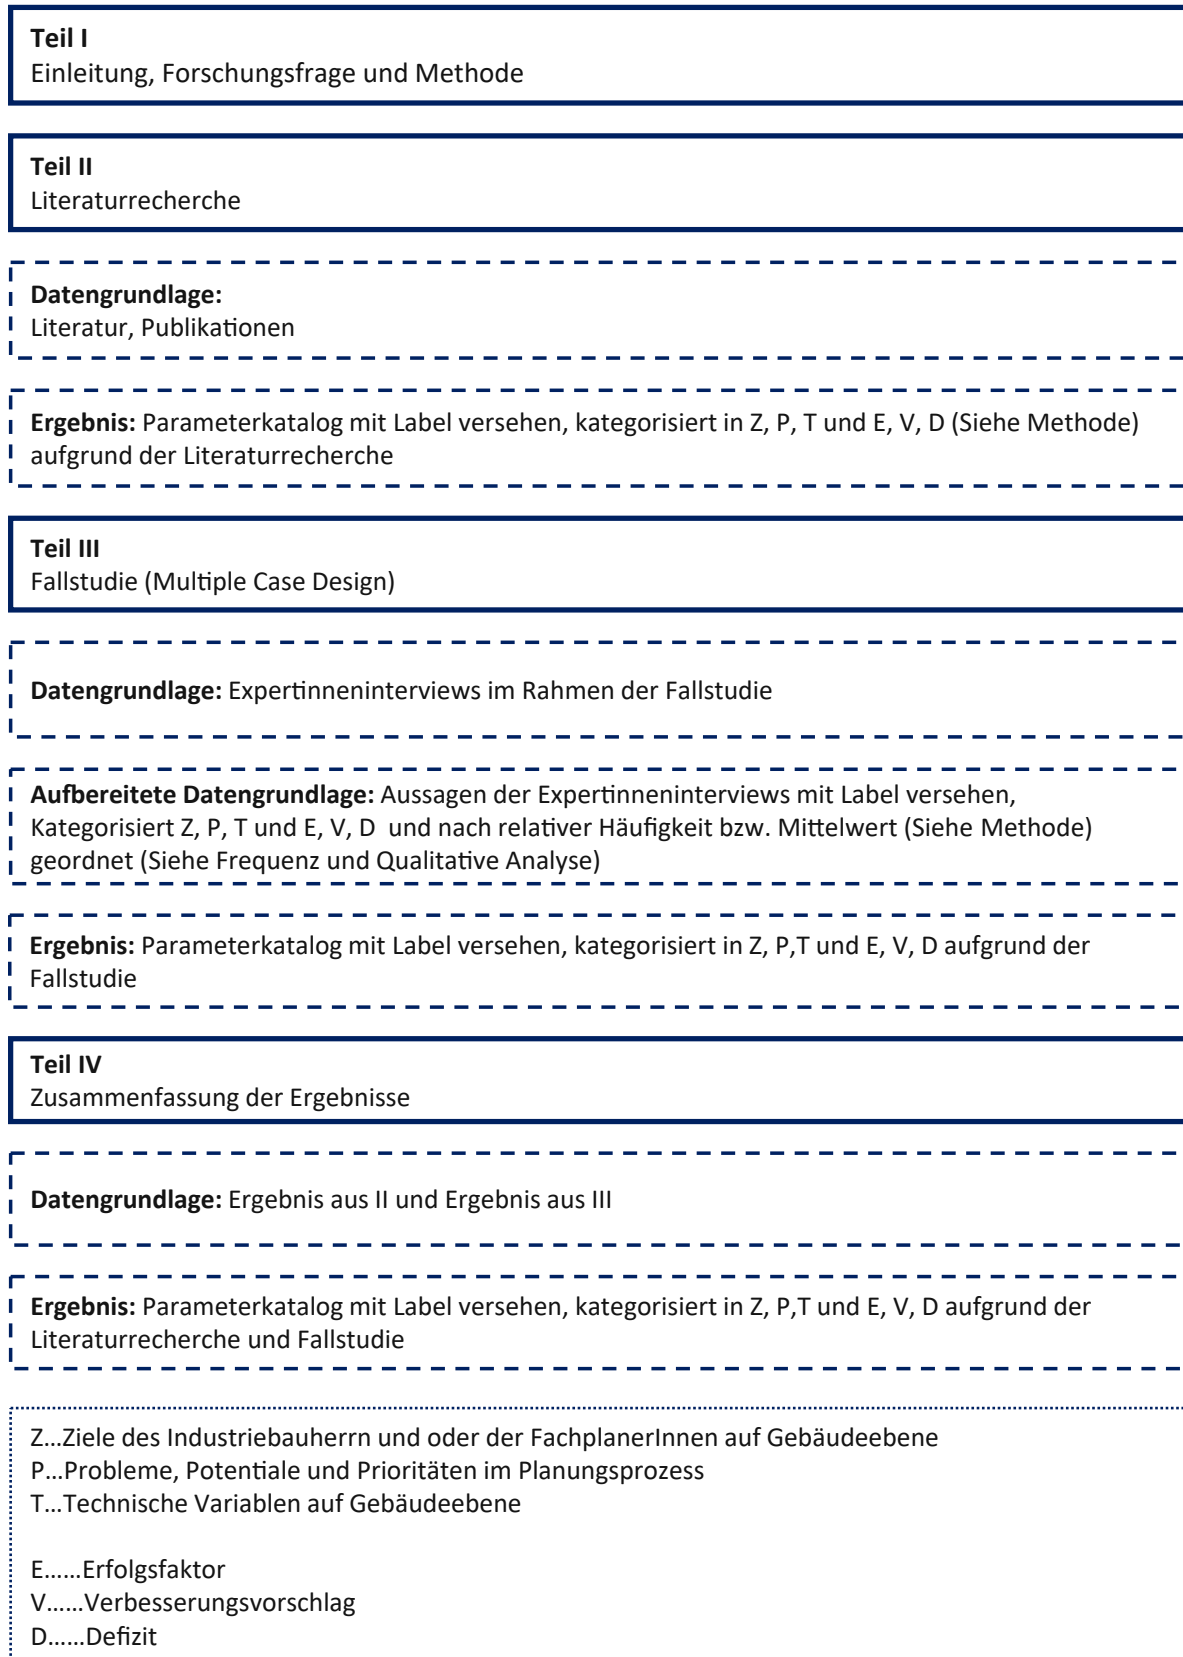 Teil I
Einleitung, Forschungsfrage und Methode
Teil II
Literaturrecherche
Datengrundlage:
Literatur, Publikationen
Ergebnis: Parameterkatalog mit Label versehen, kategorisiert in Z, P, T und E, V, D (Siehe Methode)
aufgrund der Literaturrecherche
Teil III
Fallstudie (Multiple Case Design)
Datengrundlage: Expertinneninterviews im Rahmen der Fallstudie
Aufbereitete Datengrundlage: Aussagen der Expertinneninterviews mit Label versehen,
Kategorisiert Z, P, T und E, V, D  und nach relativer Häufigkeit bzw. Mittelwert (Siehe Methode)
geordnet (Siehe Frequenz und Qualitative Analyse)
Ergebnis: Parameterkatalog mit Label versehen, kategorisiert in Z, P,T und E, V, D aufgrund der
Fallstudie
Teil IV
Zusammenfassung der Ergebnisse
Datengrundlage: Ergebnis aus II und Ergebnis aus III
Ergebnis: Parameterkatalog mit Label versehen, kategorisiert in Z, P,T und E, V, D aufgrund der
Literaturrecherche und Fallstudie
Z...Ziele des Industriebauherrn und oder der FachplanerInnen auf Gebäudeebene
P...Probleme, Potentiale und Prioritäten im Planungsprozess
T...Technische Variablen auf Gebäudeebene
E......Erfolgsfaktor
V......Verbesserungsvorschlag
D......Defizit